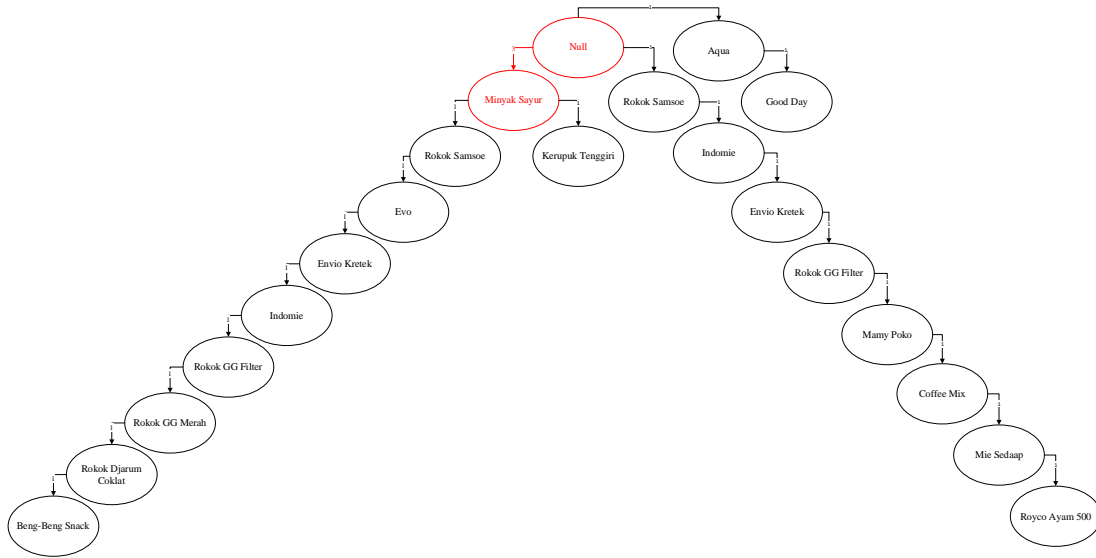 Null
Aqua
Minyak Sayur
Rokok Samsoe
Good Day
Rokok Samsoe
Kerupuk Tenggiri
Indomie
Evo
Envio Kretek
Envio Kretek
Rokok GG Filter
Indomie
Mamy Poko
Rokok GG Filter
Coffee Mix
Rokok GG Merah
Mie Sedaap
Rokok Djarum
Coklat
Royco Ayam 500
Beng-Beng Snack